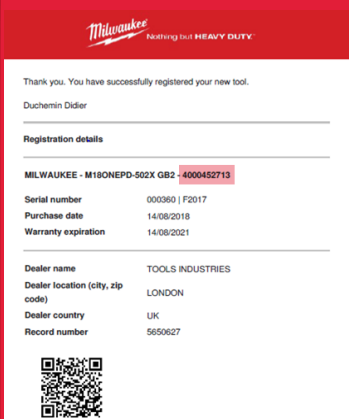 Milwaukee
Nothing but HEAVY DUTY.
Thank you. You have successfully registered your new tool.
Duchemin Didier
Registration details
MILWAUKEE - M18ONEPD-502X GB2 - 4000452713
Serial number 000360 | F2017
Purchase date 14/08/2018
Warranty expiration 14/08/2021
Dealer name TOOLS INDUSTRIES
Dealer location (city, zip
code) LONDON
Dealer country UK
Record number 5650627